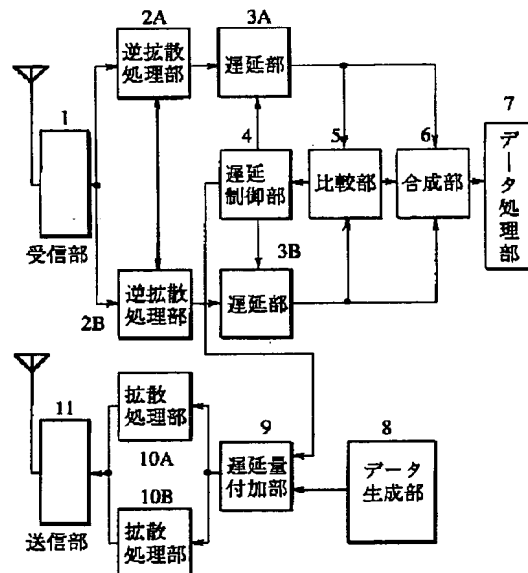 2A
3A
逆拡散
処理部
遅延部
1
4
5
6
7
遅延
制御部
比較部
合成部
データ処理部
受信部
3B
逆拡散
処理部
遅延部
2B
11
拡散
処理部
10A
9
8
遅延量
付加部
データ
生成部
10B
拡散
処理部
送信部